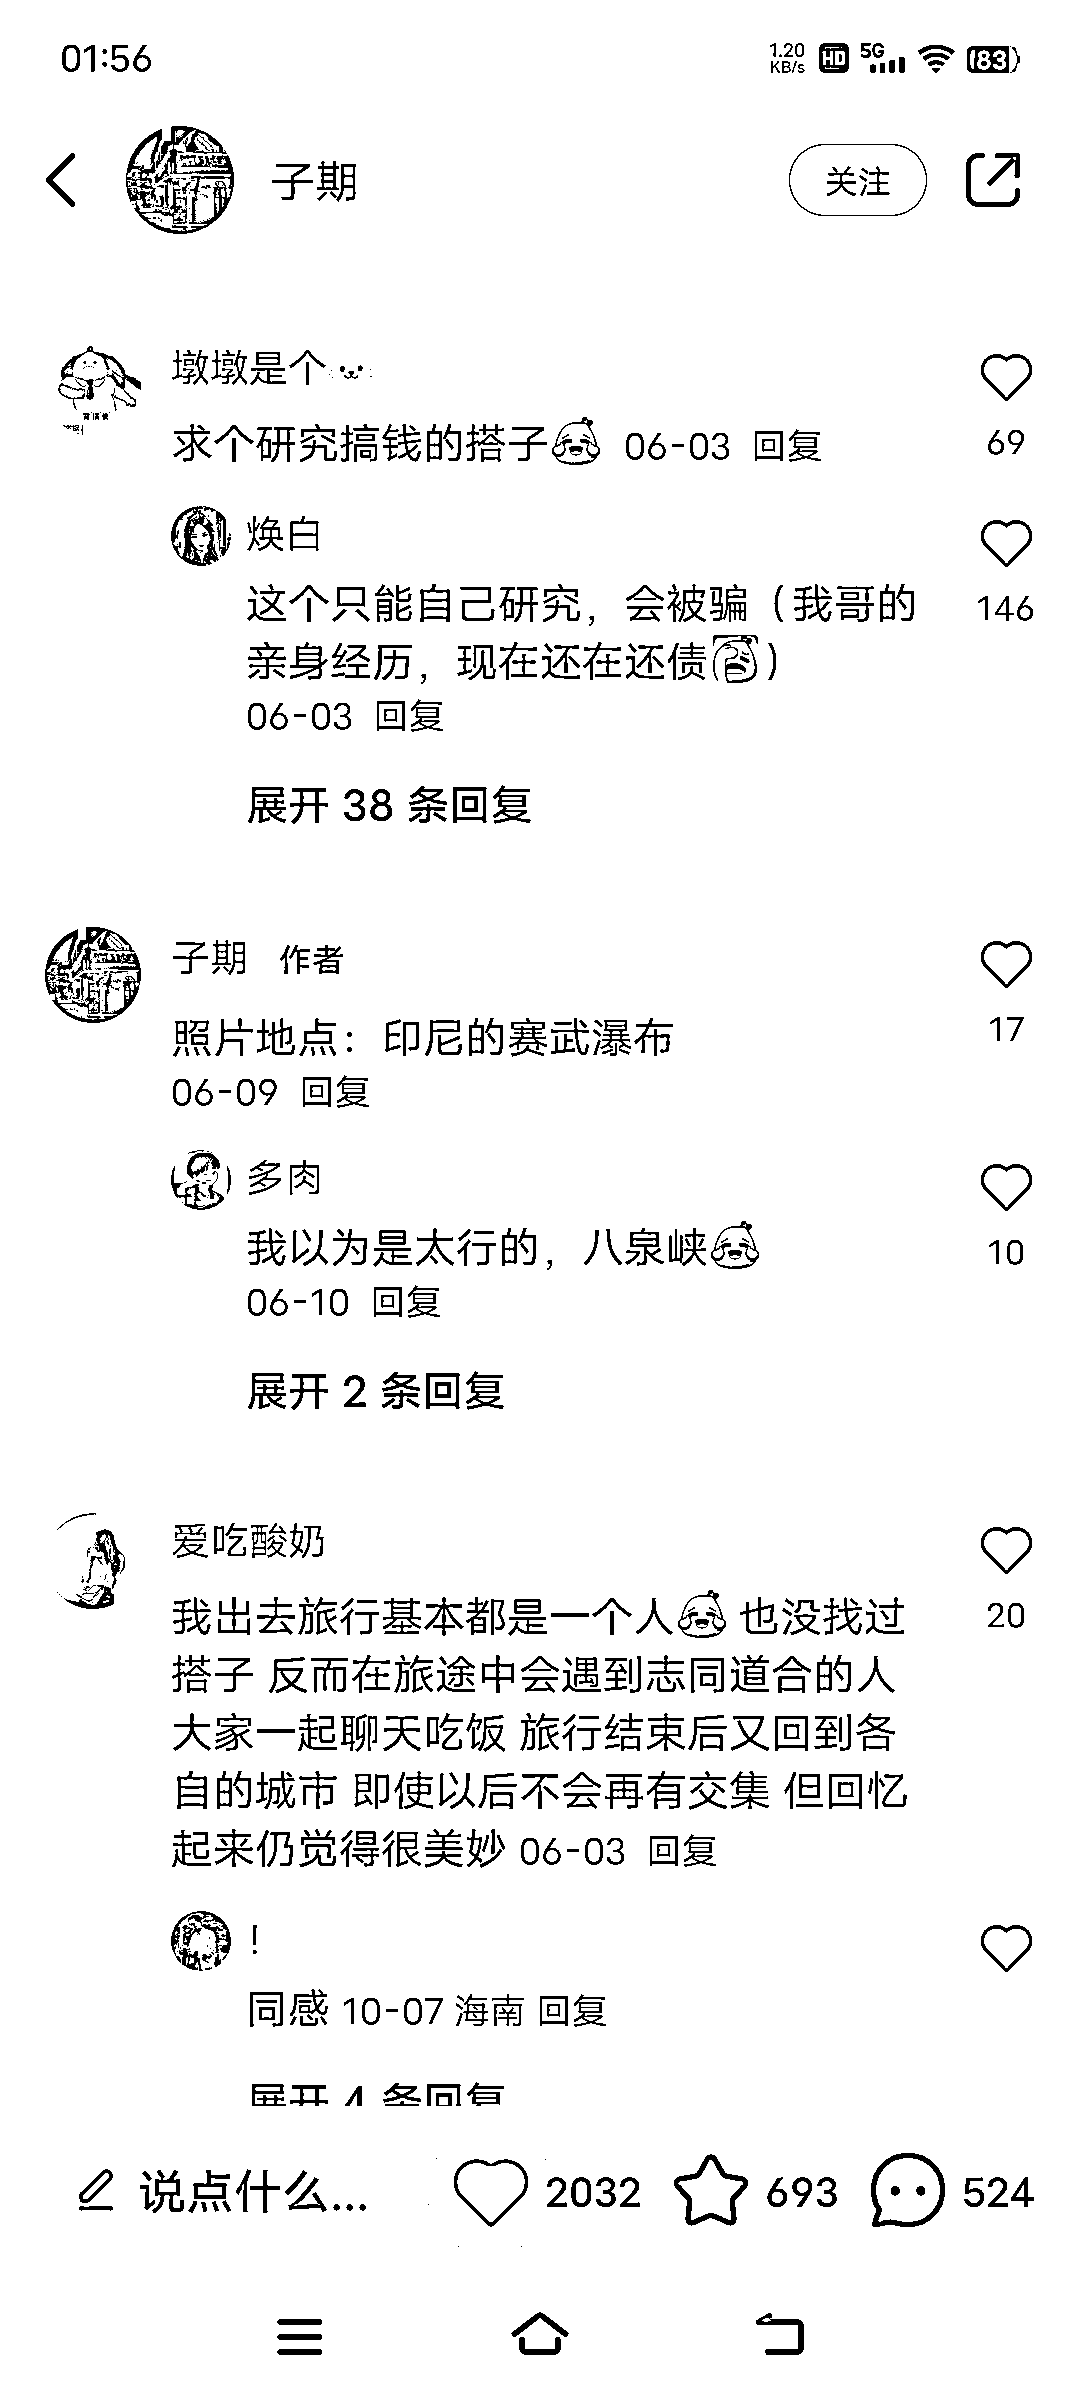 01:56 1.20 KB/s HD 5G 83
子期 关注
墩墩是个
求个研究搞钱的搭子 06-03 回复
69
焕白
这个只能自己研究，会被骗（我哥的
146
亲身经历，现在还在还债）
06-03 回复
展开 38 条回复
子期 作者
照片地点：印尼的赛武瀑布
17
06-09 回复
多肉
我以为是太行的，八泉峡
10
06-10 回复
展开 2 条回复
爱吃酸奶
我出去旅行基本都是一个人 也没找过
20
搭子 反而在旅途中会遇到志同道合的人
大家一起聊天吃饭 旅行结束后又回到各
自的城市 即使以后不会再有交集 但回忆
起来仍觉得很美妙 06-03 回复
!
同感 10-07 海南 回复
展开 4 条回复
说点什么... 2032 693 524